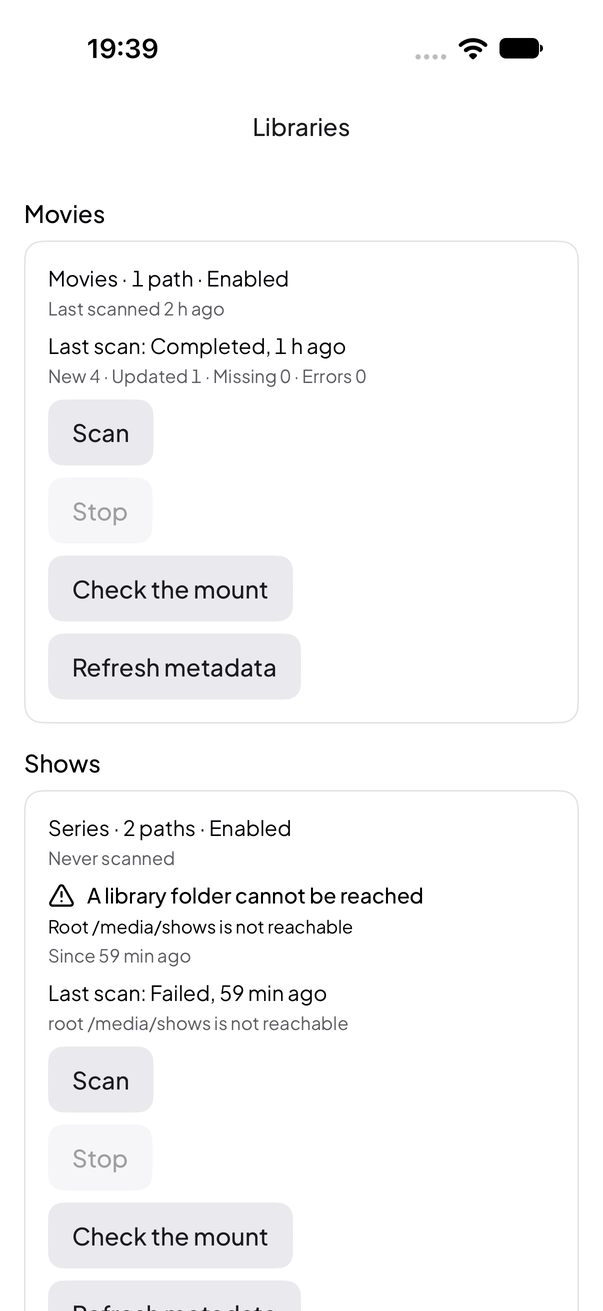 19:39
Libraries
Movies
Movies · 1 path · Enabled
Last scanned 2 h ago
Last scan: Completed, 1 h ago
New 4 · Updated 1 · Missing 0 · Errors 0
Scan
Stop
Check the mount
Refresh metadata
Shows
Series · 2 paths · Enabled
Never scanned
A library folder cannot be reached
Root /media/shows is not reachable
Since 59 min ago
Last scan: Failed, 59 min ago
root /media/shows is not reachable
Scan
Stop
Check the mount
Refresh metadata